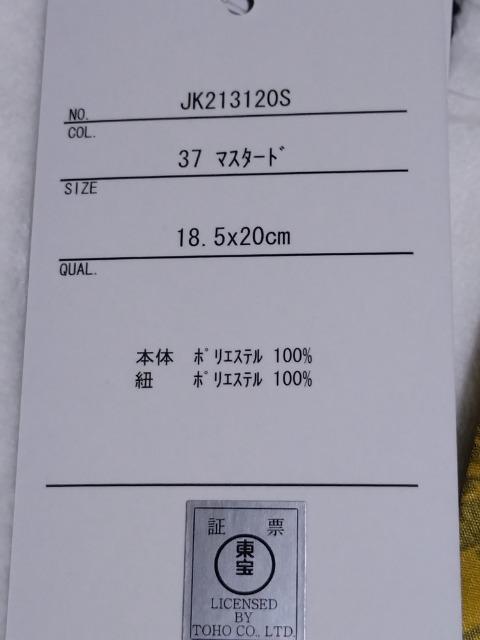 NO. JK213120S
COL.
37 ﾏｽﾀｰﾄﾞ
SIZE
18.5x20cm
QUAL.
本体 ﾎﾟﾘｴｽﾃﾙ 100%
紐 ﾎﾟﾘｴｽﾃﾙ 100%
証 票
東宝
LICENSED
BY
TOHO CO., LTD.